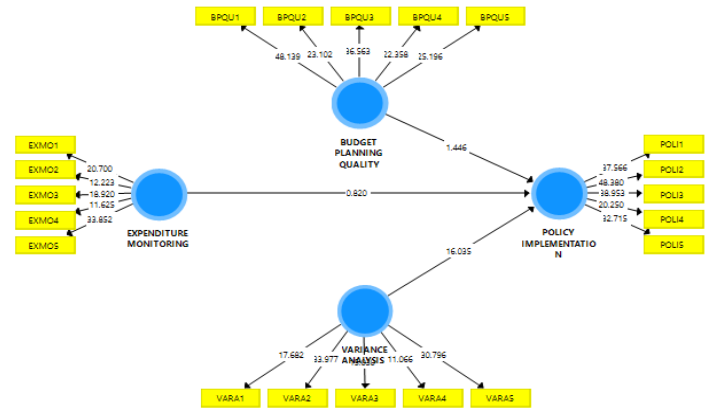 BPQU1 BPQU2 BPQU3 BPQU4 BPQU5
48.139 23.102 36.563 22.358 25.196
BUDGET
PLANNING
QUALITY
EXMO1
EXMO2
EXMO3
EXMO4
EXMO5
20.700
12.223
18.920
11.625
33.852
EXPENDITURE
MONITORING
1.446
0.820
16.035
POLICY
IMPLEMENTATIO
N
37.566
48.380
38.953
20.250
32.715
POLI1
POLI2
POLI3
POLI4
POLI5
VARIANCE
ANALYSIS
17.682 33.977 11.066 30.796
VARA1 VARA2 VARA3 VARA4 VARA5